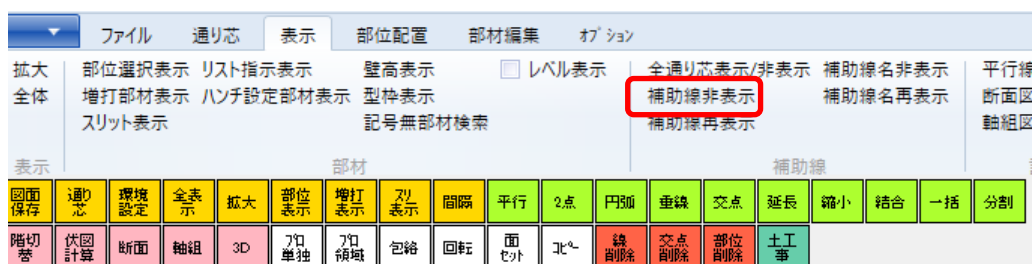 ファイル 通り芯 表示 部位配置 部材編集 ｵﾌﾟｼｮﾝ
拡大 部位選択表示 リスト指示表示 壁高表示 レベル表示 全通り芯表示/非表示 補助線名非表示 平行線
全体 増打部材表示 ハンチ設定部材表示 型枠表示 補助線非表示 補助線名再表示 断面図
スリット表示 記号無部材検索 補助線再表示 軸組図
表示 部材 補助線
図面保存 通り芯 環境設定 全表示 拡大 部位表示 増打表示 ｽﾘ表示 間隔 平行 2点 円弧 垂線 交点 延長 縮小 結合 一括 分割
階切替 伏図計算 断面 軸組 3D ﾌﾞﾛ単独 ﾌﾞﾛ領域 包絡 回転 面ｾｯﾄ ｺﾋﾟｰ 線削除 交点削除 部位削除 土工事